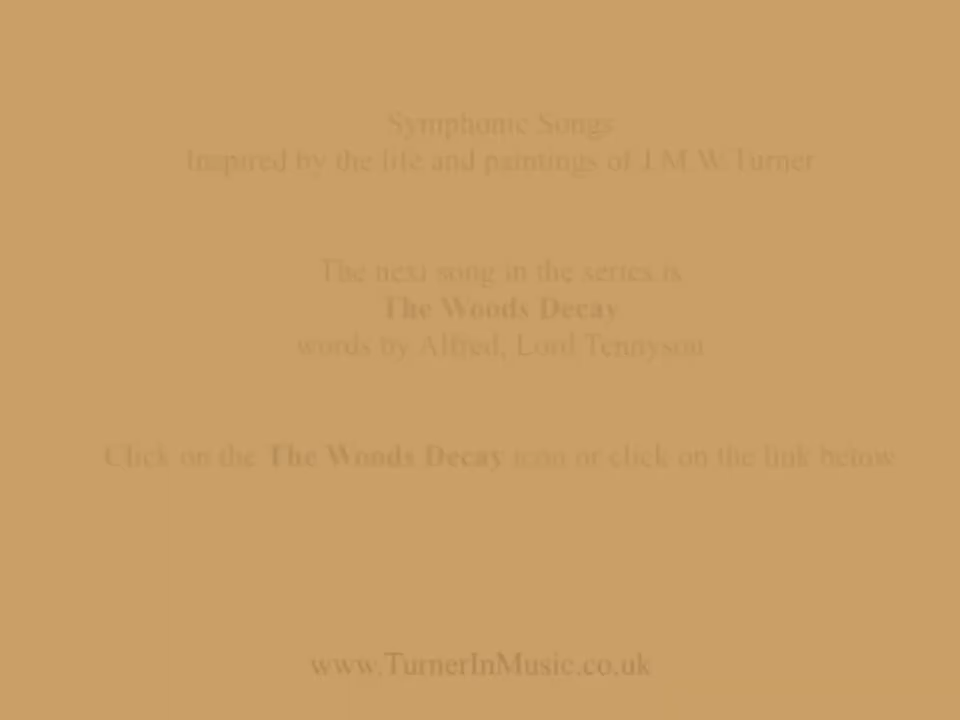 Symphonic Songs
Inspired by the life and paintings of J.M.W.Turner
The next song in the series is
The Woods Decay
words by Alfred, Lord Tennyson
Click on the The Woods Decay icon or click on the link below
www.TurnerInMusic.co.uk